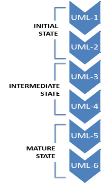 UML-1
INITIAL
STATE
UML-2
UML-3
INTERMEDIATE
STATE
UML-4
UML-5
MATURE
STATE
UML-6